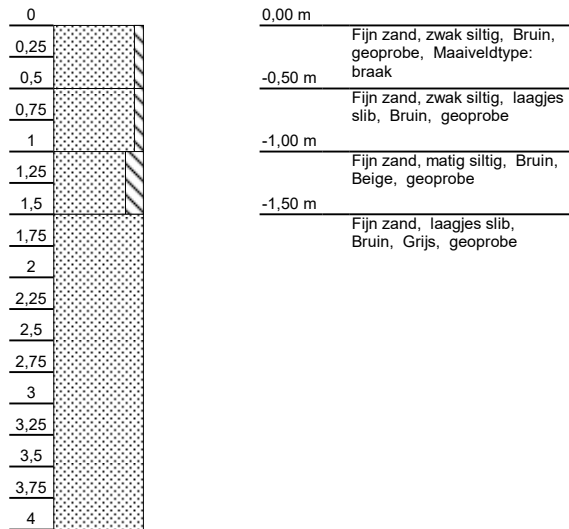 0
0,25
0,5
0,75
1
1,25
1,5
1,75
2
2,25
2,5
2,75
3
3,25
3,5
3,75
4
0,00 m
Fijn zand, zwak siltig, Bruin,
geoprobe, Maaiveldtype:
braak
-0,50 m
Fijn zand, zwak siltig, laagjes
slib, Bruin, geoprobe
-1,00 m
Fijn zand, matig siltig, Bruin,
Beige, geoprobe
-1,50 m
Fijn zand, laagjes slib,
Bruin, Grijs, geoprobe